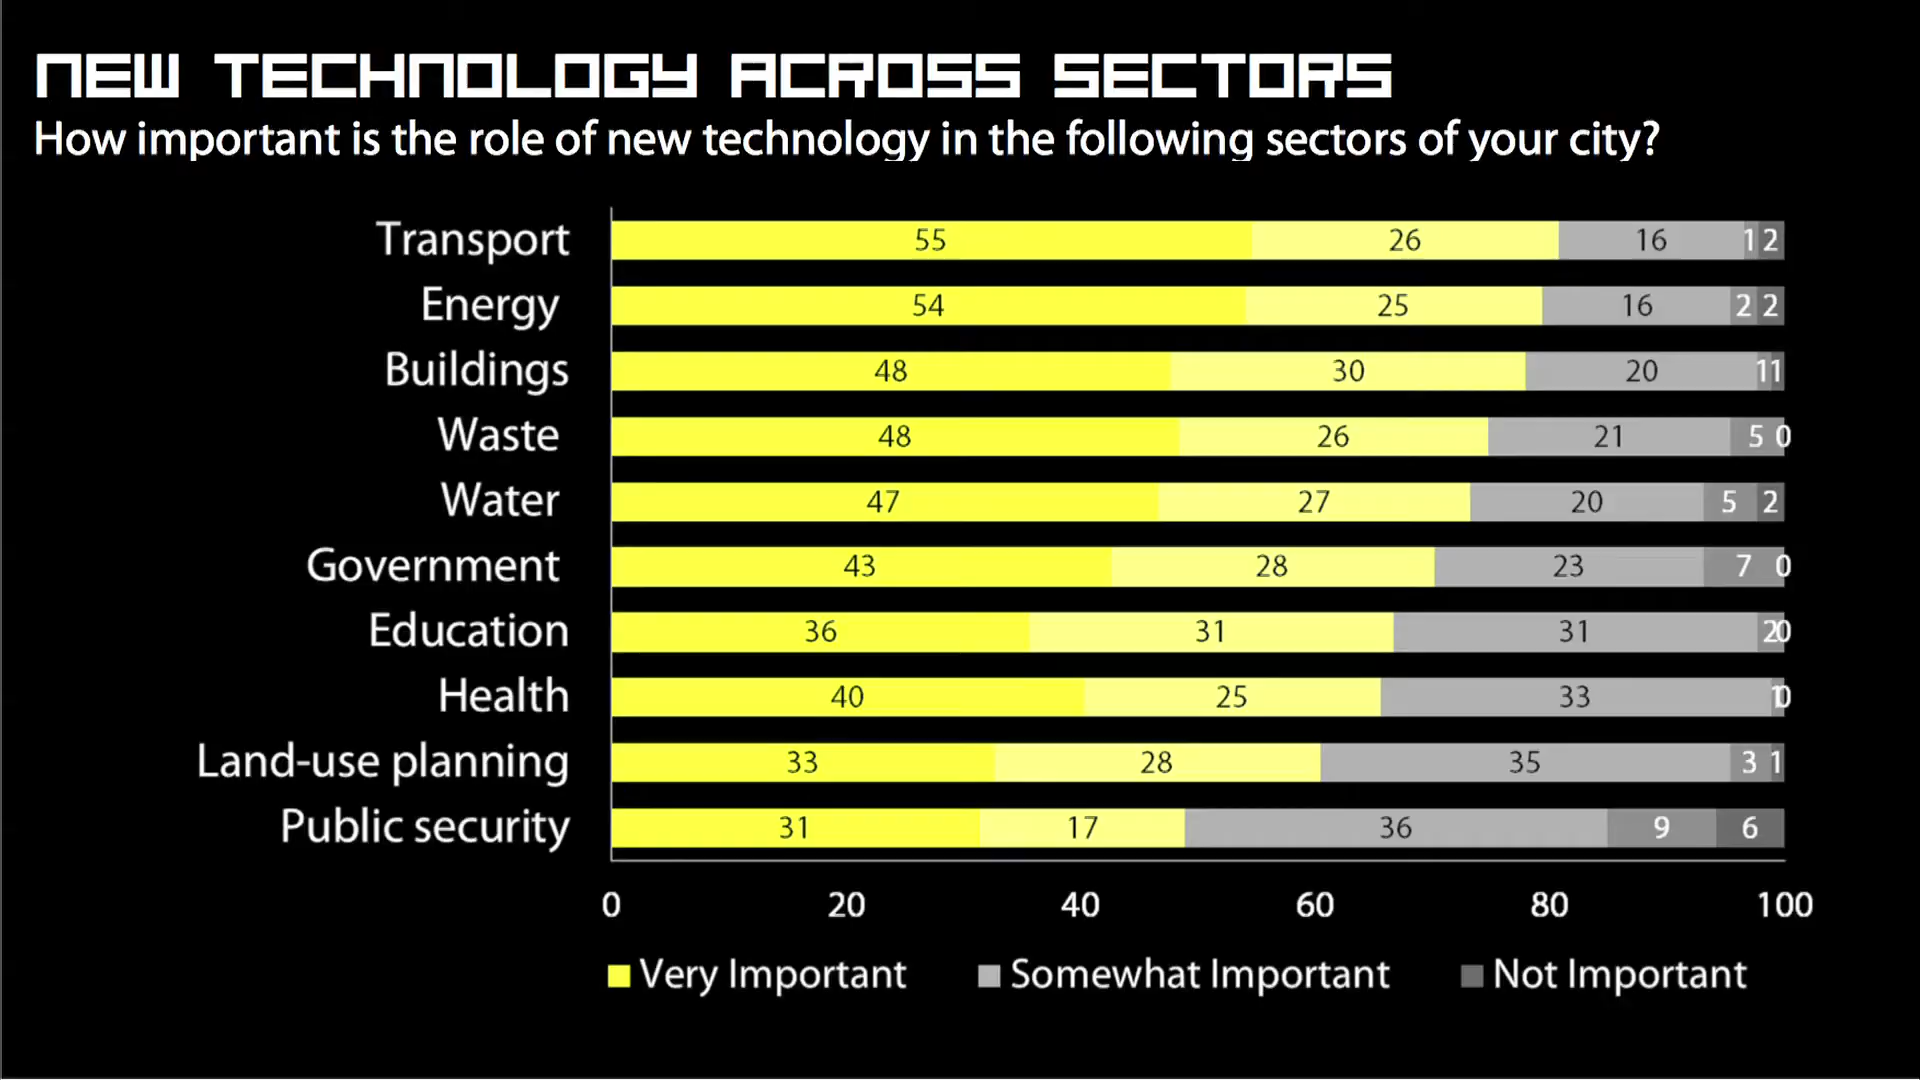 NEW TECHNOLOGY ACROSS SECTORS
How important is the role of new technology in the following sectors of your city?
Transport 55 26 16 1 2
Energy 54 25 16 2 2
Buildings 48 30 20 1 1
Waste 48 26 21 5 0
Water 47 27 20 5 2
Government 43 28 23 7 0
Education 36 31 31 2 0
Health 40 25 33 1 0
Land-use planning 33 28 35 3 1
Public security 31 17 36 9 6
0 20 40 60 80 100
Very Important Somewhat Important Not Important